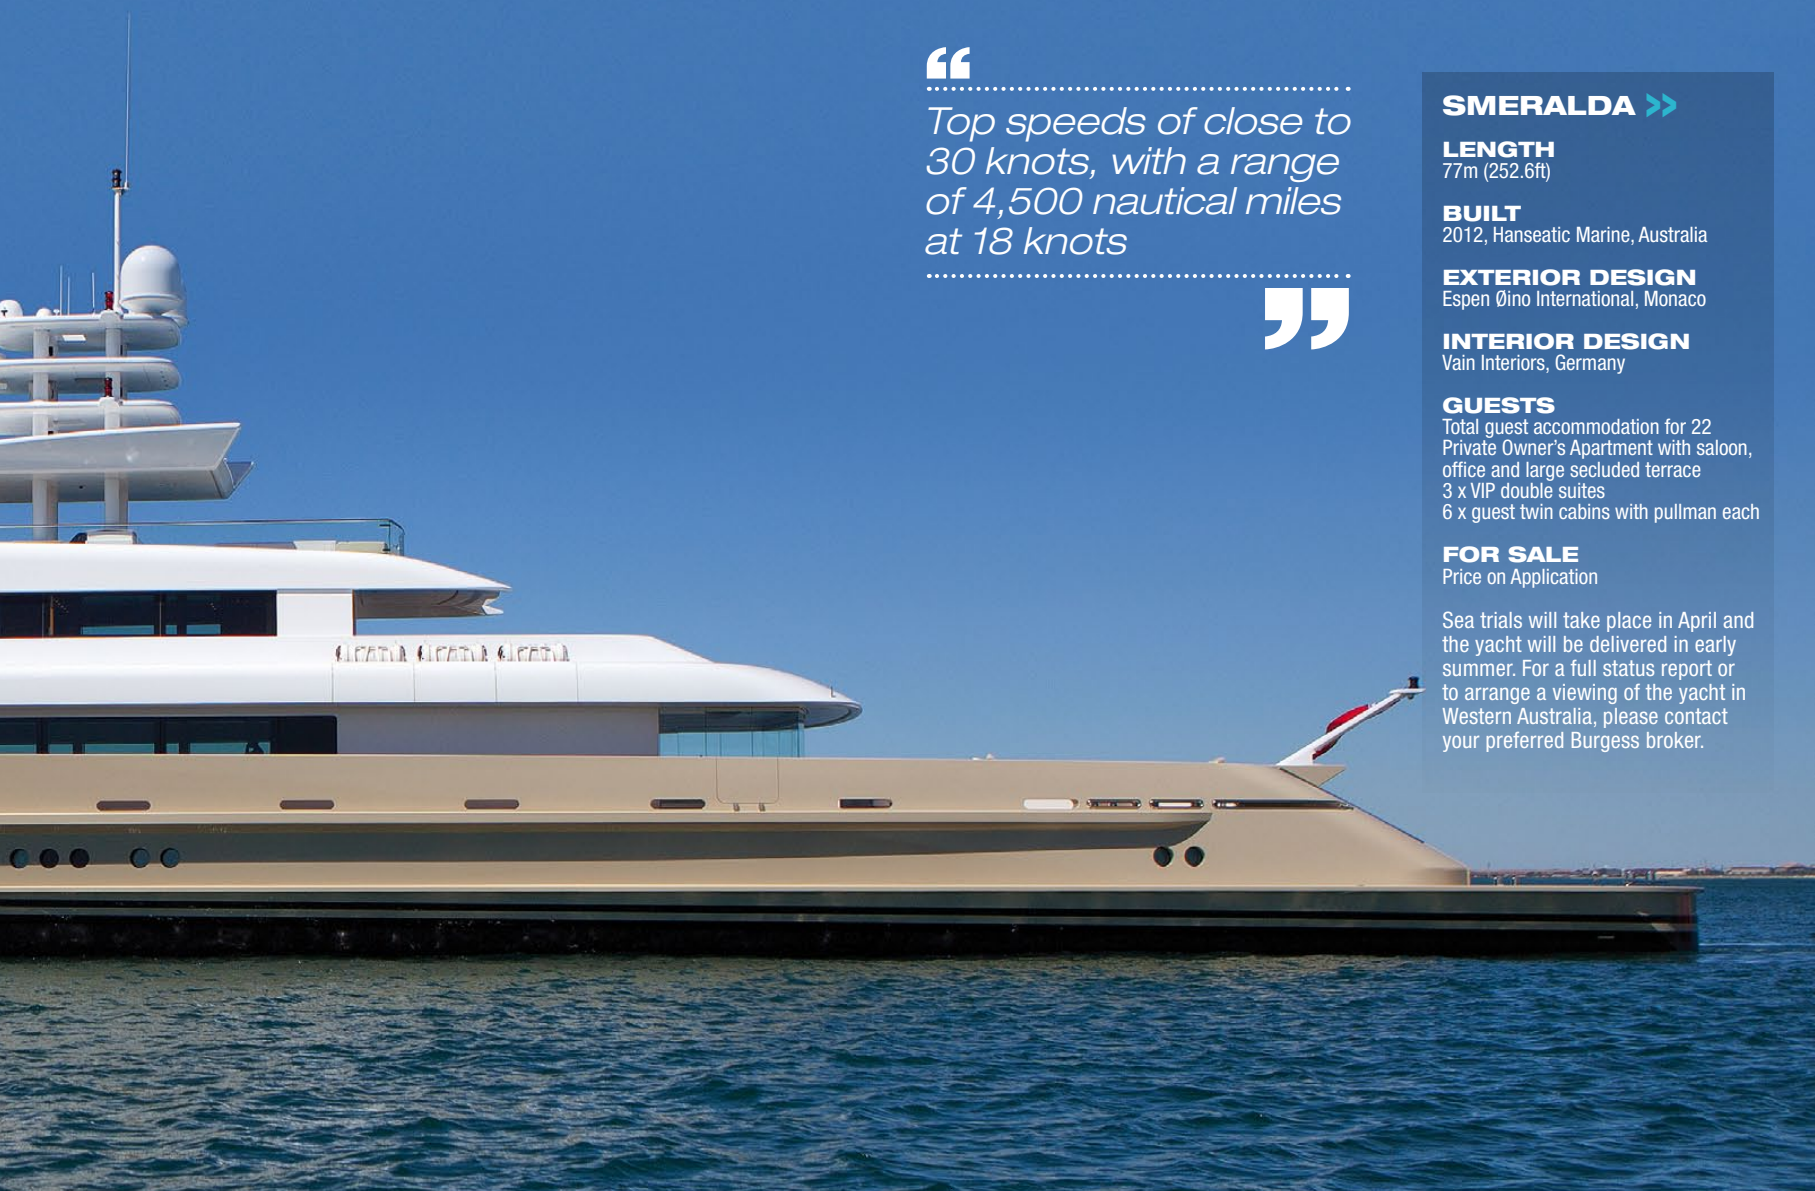 “
Top speeds of close to
30 knots, with a range
of 4,500 nautical miles
at 18 knots
”
SMERALDA >>
LENGTH
77m (252.6ft)
BUILT
2012, Hanseatic Marine, Australia
EXTERIOR DESIGN
Espen Øino International, Monaco
INTERIOR DESIGN
Vain Interiors, Germany
GUESTS
Total guest accommodation for 22
Private Owner’s Apartment with saloon,
office and large secluded terrace
3 x VIP double suites
6 x guest twin cabins with pullman each
FOR SALE
Price on Application
Sea trials will take place in April and
the yacht will be delivered in early
summer. For a full status report or
to arrange a viewing of the yacht in
Western Australia, please contact
your preferred Burgess broker.